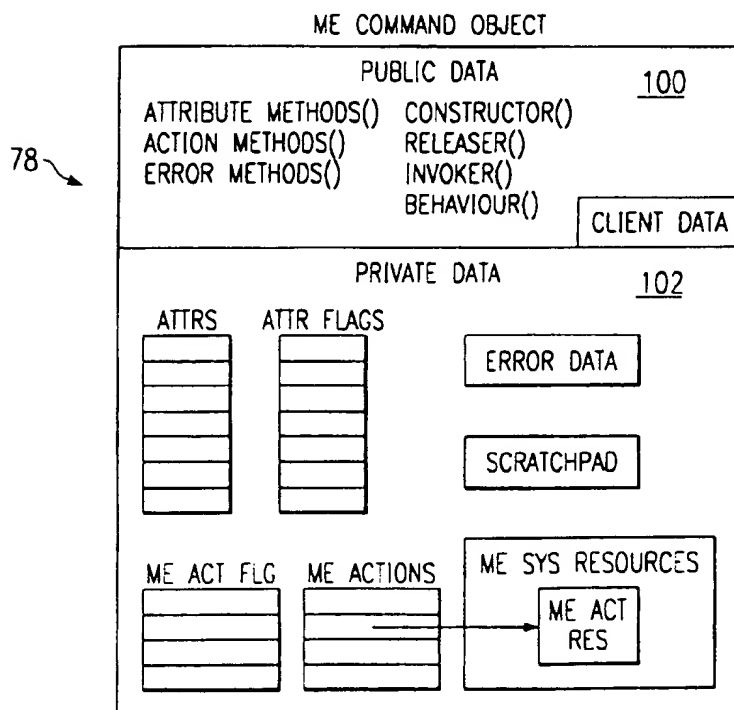 ME COMMAND OBJECT
PUBLIC DATA
100
ATTRIBUTE METHODS() CONSTRUCTOR()
ACTION METHODS() RELEASER()
ERROR METHODS() INVOKER()
BEHAVIOUR()
78
CLIENT DATA
PRIVATE DATA
102
ATTRS ATTR FLAGS
ERROR DATA
SCRATCHPAD
ME ACT FLG ME ACTIONS ME SYS RESOURCES
ME ACT
RES